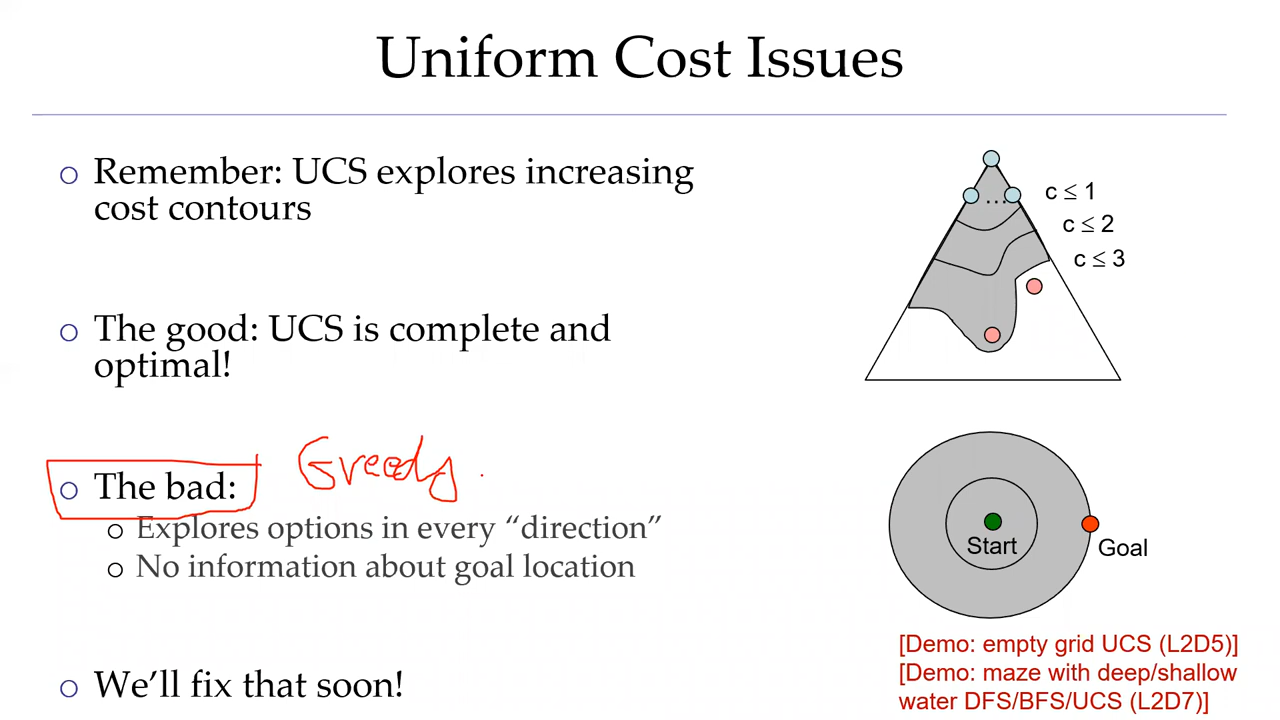 Uniform Cost Issues
Remember: UCS explores increasing
cost contours
The good: UCS is complete and
optimal!
The bad:
Greedy.
Explores options in every “direction”
No information about goal location
We’ll fix that soon!
...
c ≤ 1
c ≤ 2
c ≤ 3
Start
Goal
[Demo: empty grid UCS (L2D5)]
[Demo: maze with deep/shallow
water DFS/BFS/UCS (L2D7)]